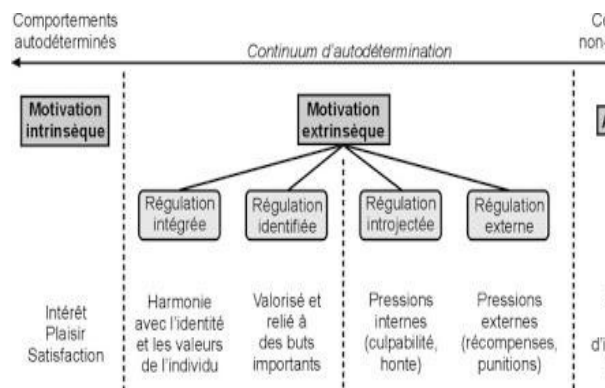 Comportements
autodéterminés
Continuum d'autodétermination
Motivation
intrinsèque
Motivation
extrinsèque
Régulation
intégrée
Régulation
identifiée
Régulation
introjectée
Régulation
externe
Intérêt
Plaisir
Satisfaction
Harmonie
avec l'identité
et les valeurs
de l'individu
Valorisé et
relié à
des buts
importants
Pressions
internes
(culpabilité,
honte)
Pressions
externes
(récompenses,
punitions)